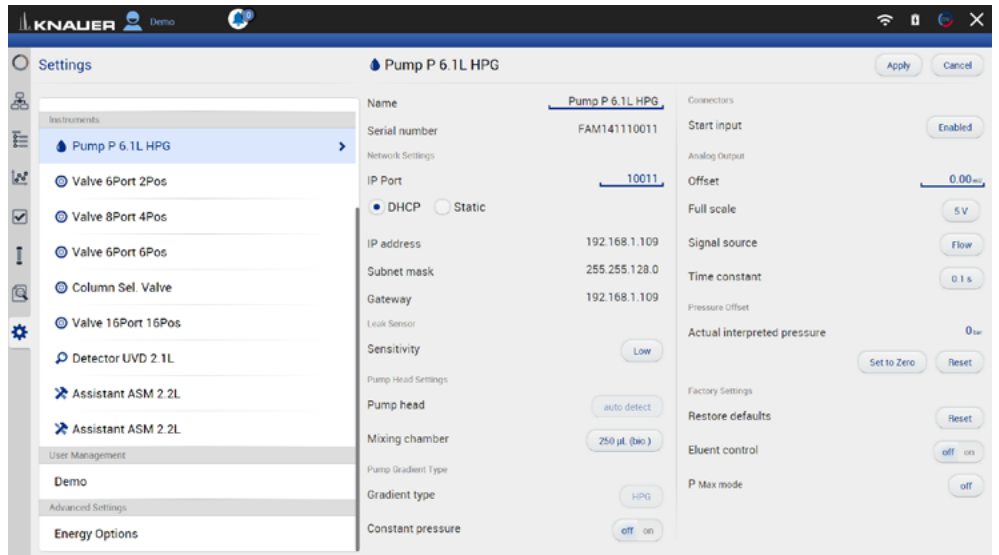 KNAUER Demo 0
Settings
Instruments
Pump P 6.1L HPG
Valve 6Port 2Pos
Valve 8Port 4Pos
Valve 6Port 6Pos
Column Sel. Valve
Valve 16Port 16Pos
Detector UVD 2.1L
Assistant ASM 2.2L
Assistant ASM 2.2L
User Management
Demo
Advanced Settings
Energy Options
Pump P 6.1L HPG
Apply Cancel
Name Pump P 6.1L HPG
Serial number FAM141110011
Network Settings
IP Port 10011
DHCP Static
IP address 192.168.1.109
Subnet mask 255.255.128.0
Gateway 192.168.1.109
Leak Sensor
Sensitivity Low
Pump Head Settings
Pump head auto detect
Mixing chamber 250 µL (bio)
Pump Gradient Type
Gradient type HPG
Constant pressure off on
Connectors
Start input Enabled
Analog Output
Offset 0.00 mV
Full scale 5 V
Signal source Flow
Time constant 0.1 s
Pressure Offset
Actual interpreted pressure 0 bar
Set to Zero Reset
Factory Settings
Restore defaults Reset
Eluent control off on
P Max mode off